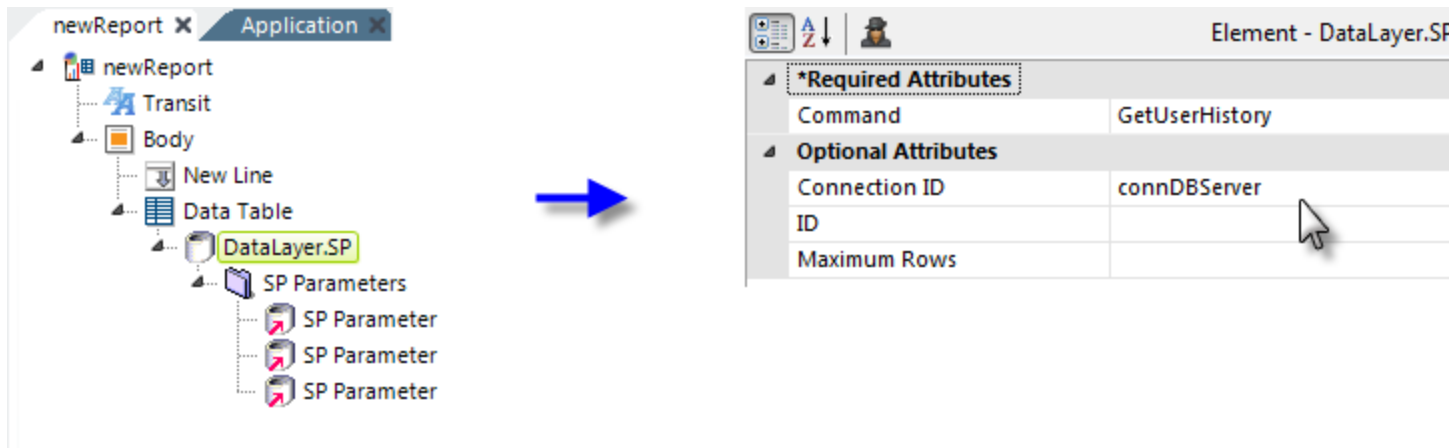 newReport Application
newReport
Transit
Body
New Line
Data Table
DataLayer.SP
SP Parameters
SP Parameter
SP Parameter
SP Parameter
A
Z
Element - DataLayer.SP
*Required Attributes
Command GetUserHistory
Optional Attributes
Connection ID connDBServer
ID
Maximum Rows